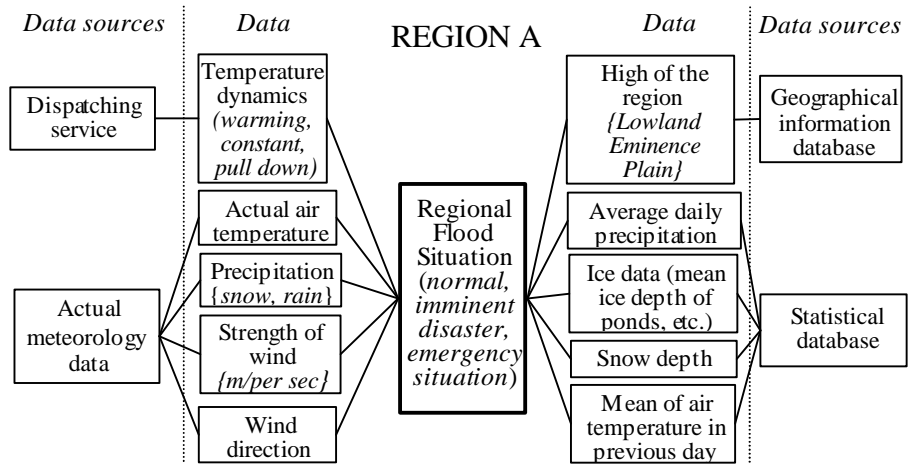 Data sources
Data
REGION A
Data
Data sources
Dispatching
service
Actual
meteorology
data
Temperature
dynamics
(warming,
constant,
pull down)
Actual air
temperature
Precipitation
{snow, rain}
Strength of
wind
{m/per sec}
Wind
direction
Regional
Flood
Situation
(normal,
imminent
disaster,
emergency
situation)
High of the
region
{Lowland
Eminence
Plain}
Average daily
precipitation
Ice data (mean
ice depth of
ponds, etc.)
Snow depth
Mean of air
temperature in
previous day
Geographical
information
database
Statistical
database